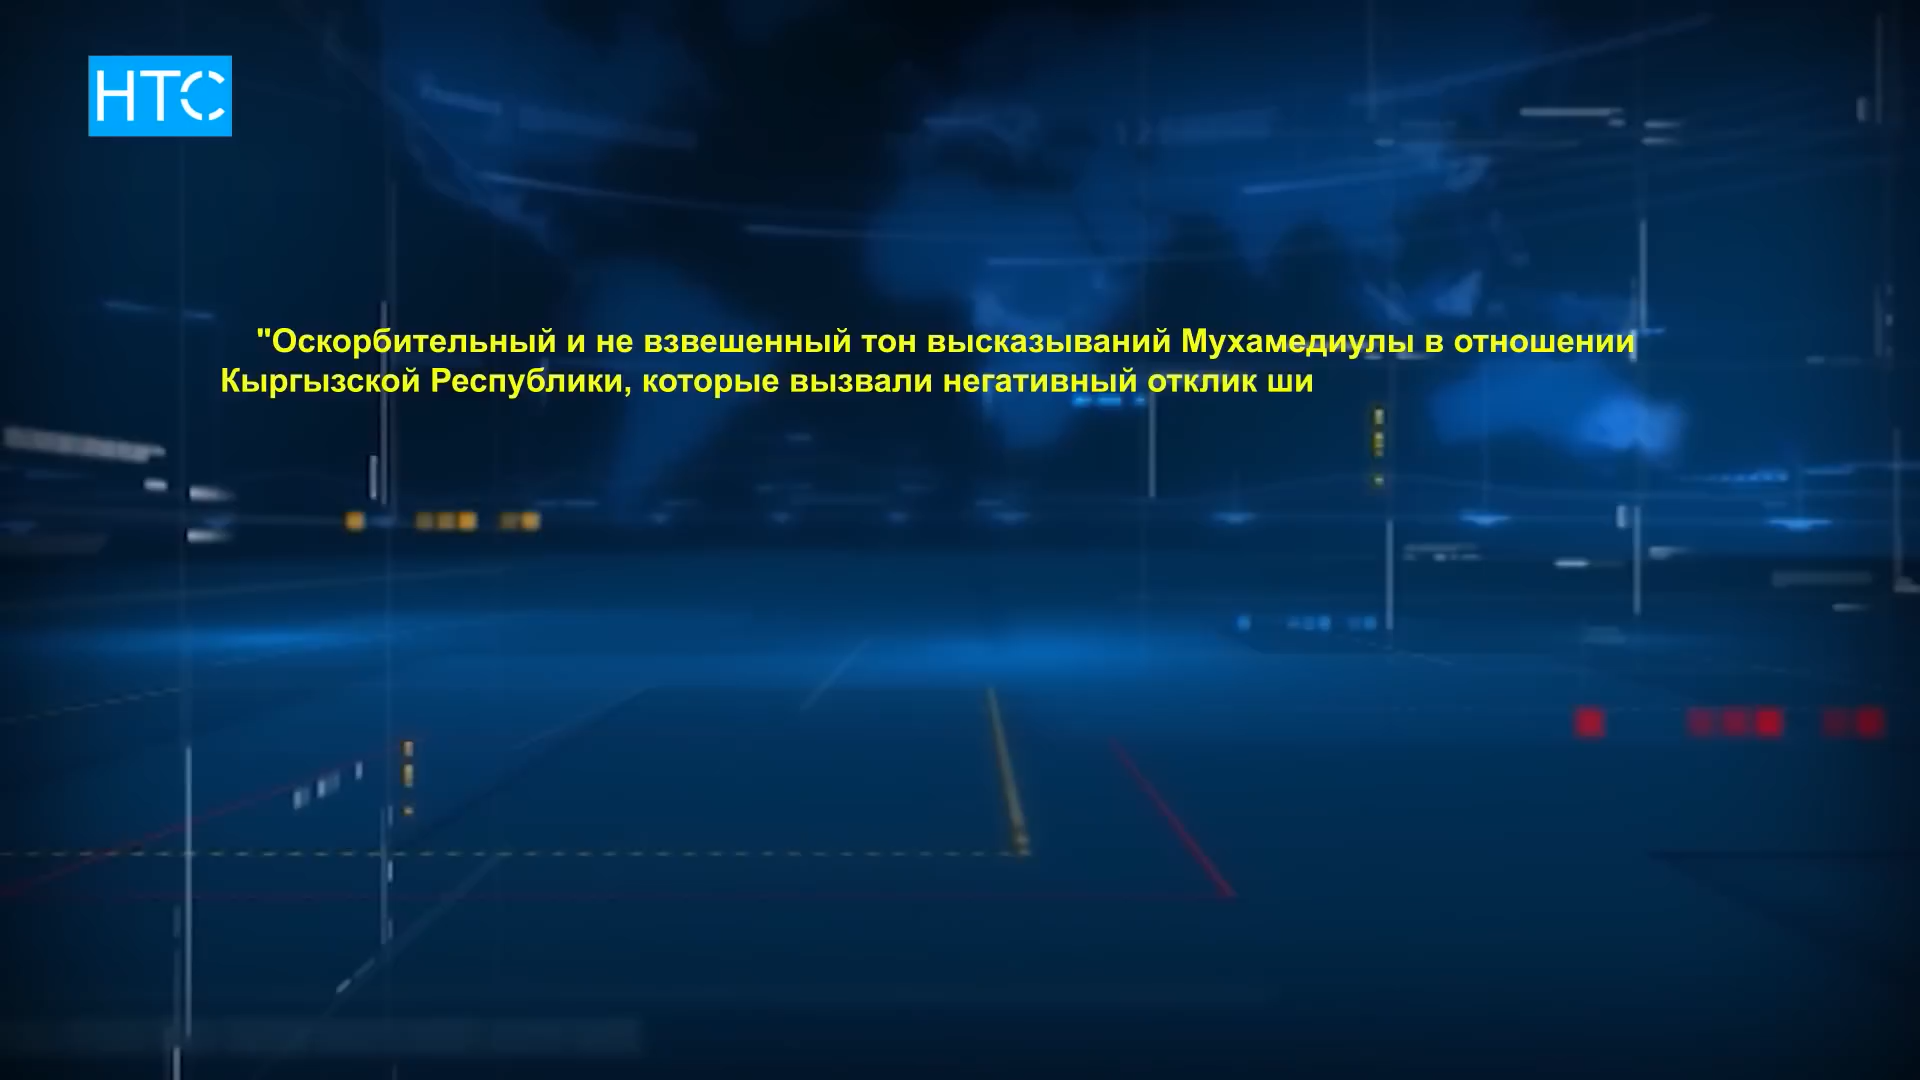 НТС
"Оскорбительный и не взвешенный тон высказываний Мухамедиулы в отношении
Кыргызской Республики, которые вызвали негативный отклик ши